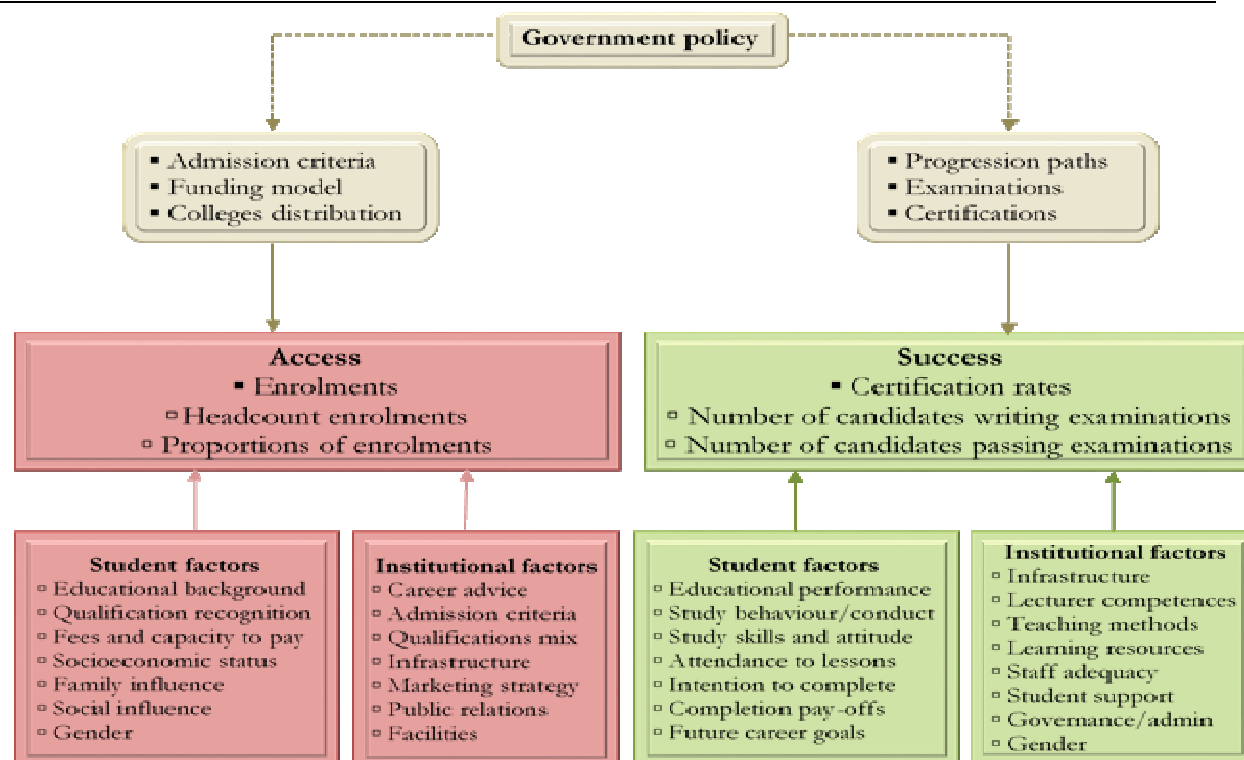 Government policy
▪ Admission criteria
▪ Funding model
▪ Colleges distribution
▪ Progression paths
▪ Examinations
▪ Certifications
Access
▪ Enrolments
▫ Headcount enrolments
▫ Proportions of enrolments
Success
▪ Certification rates
▫ Number of candidates writing examinations
▫ Number of candidates passing examinations
Student factors
▫ Educational background
▫ Qualification recognition
▫ Fees and capacity to pay
▫ Socioeconomic status
▫ Family influence
▫ Social influence
▫ Gender
Institutional factors
▫ Career advice
▫ Admission criteria
▫ Qualifications mix
▫ Infrastructure
▫ Marketing strategy
▫ Public relations
▫ Facilities
Student factors
▫ Educational performance
▫ Study behaviour/conduct
▫ Study skills and attitude
▫ Attendance to lessons
▫ Intention to complete
▫ Completion pay-offs
▫ Future career goals
Institutional factors
▫ Infrastructure
▫ Lecturer competences
▫ Teaching methods
▫ Learning resources
▫ Staff adequacy
▫ Student support
▫ Governance/admin
▫ Gender